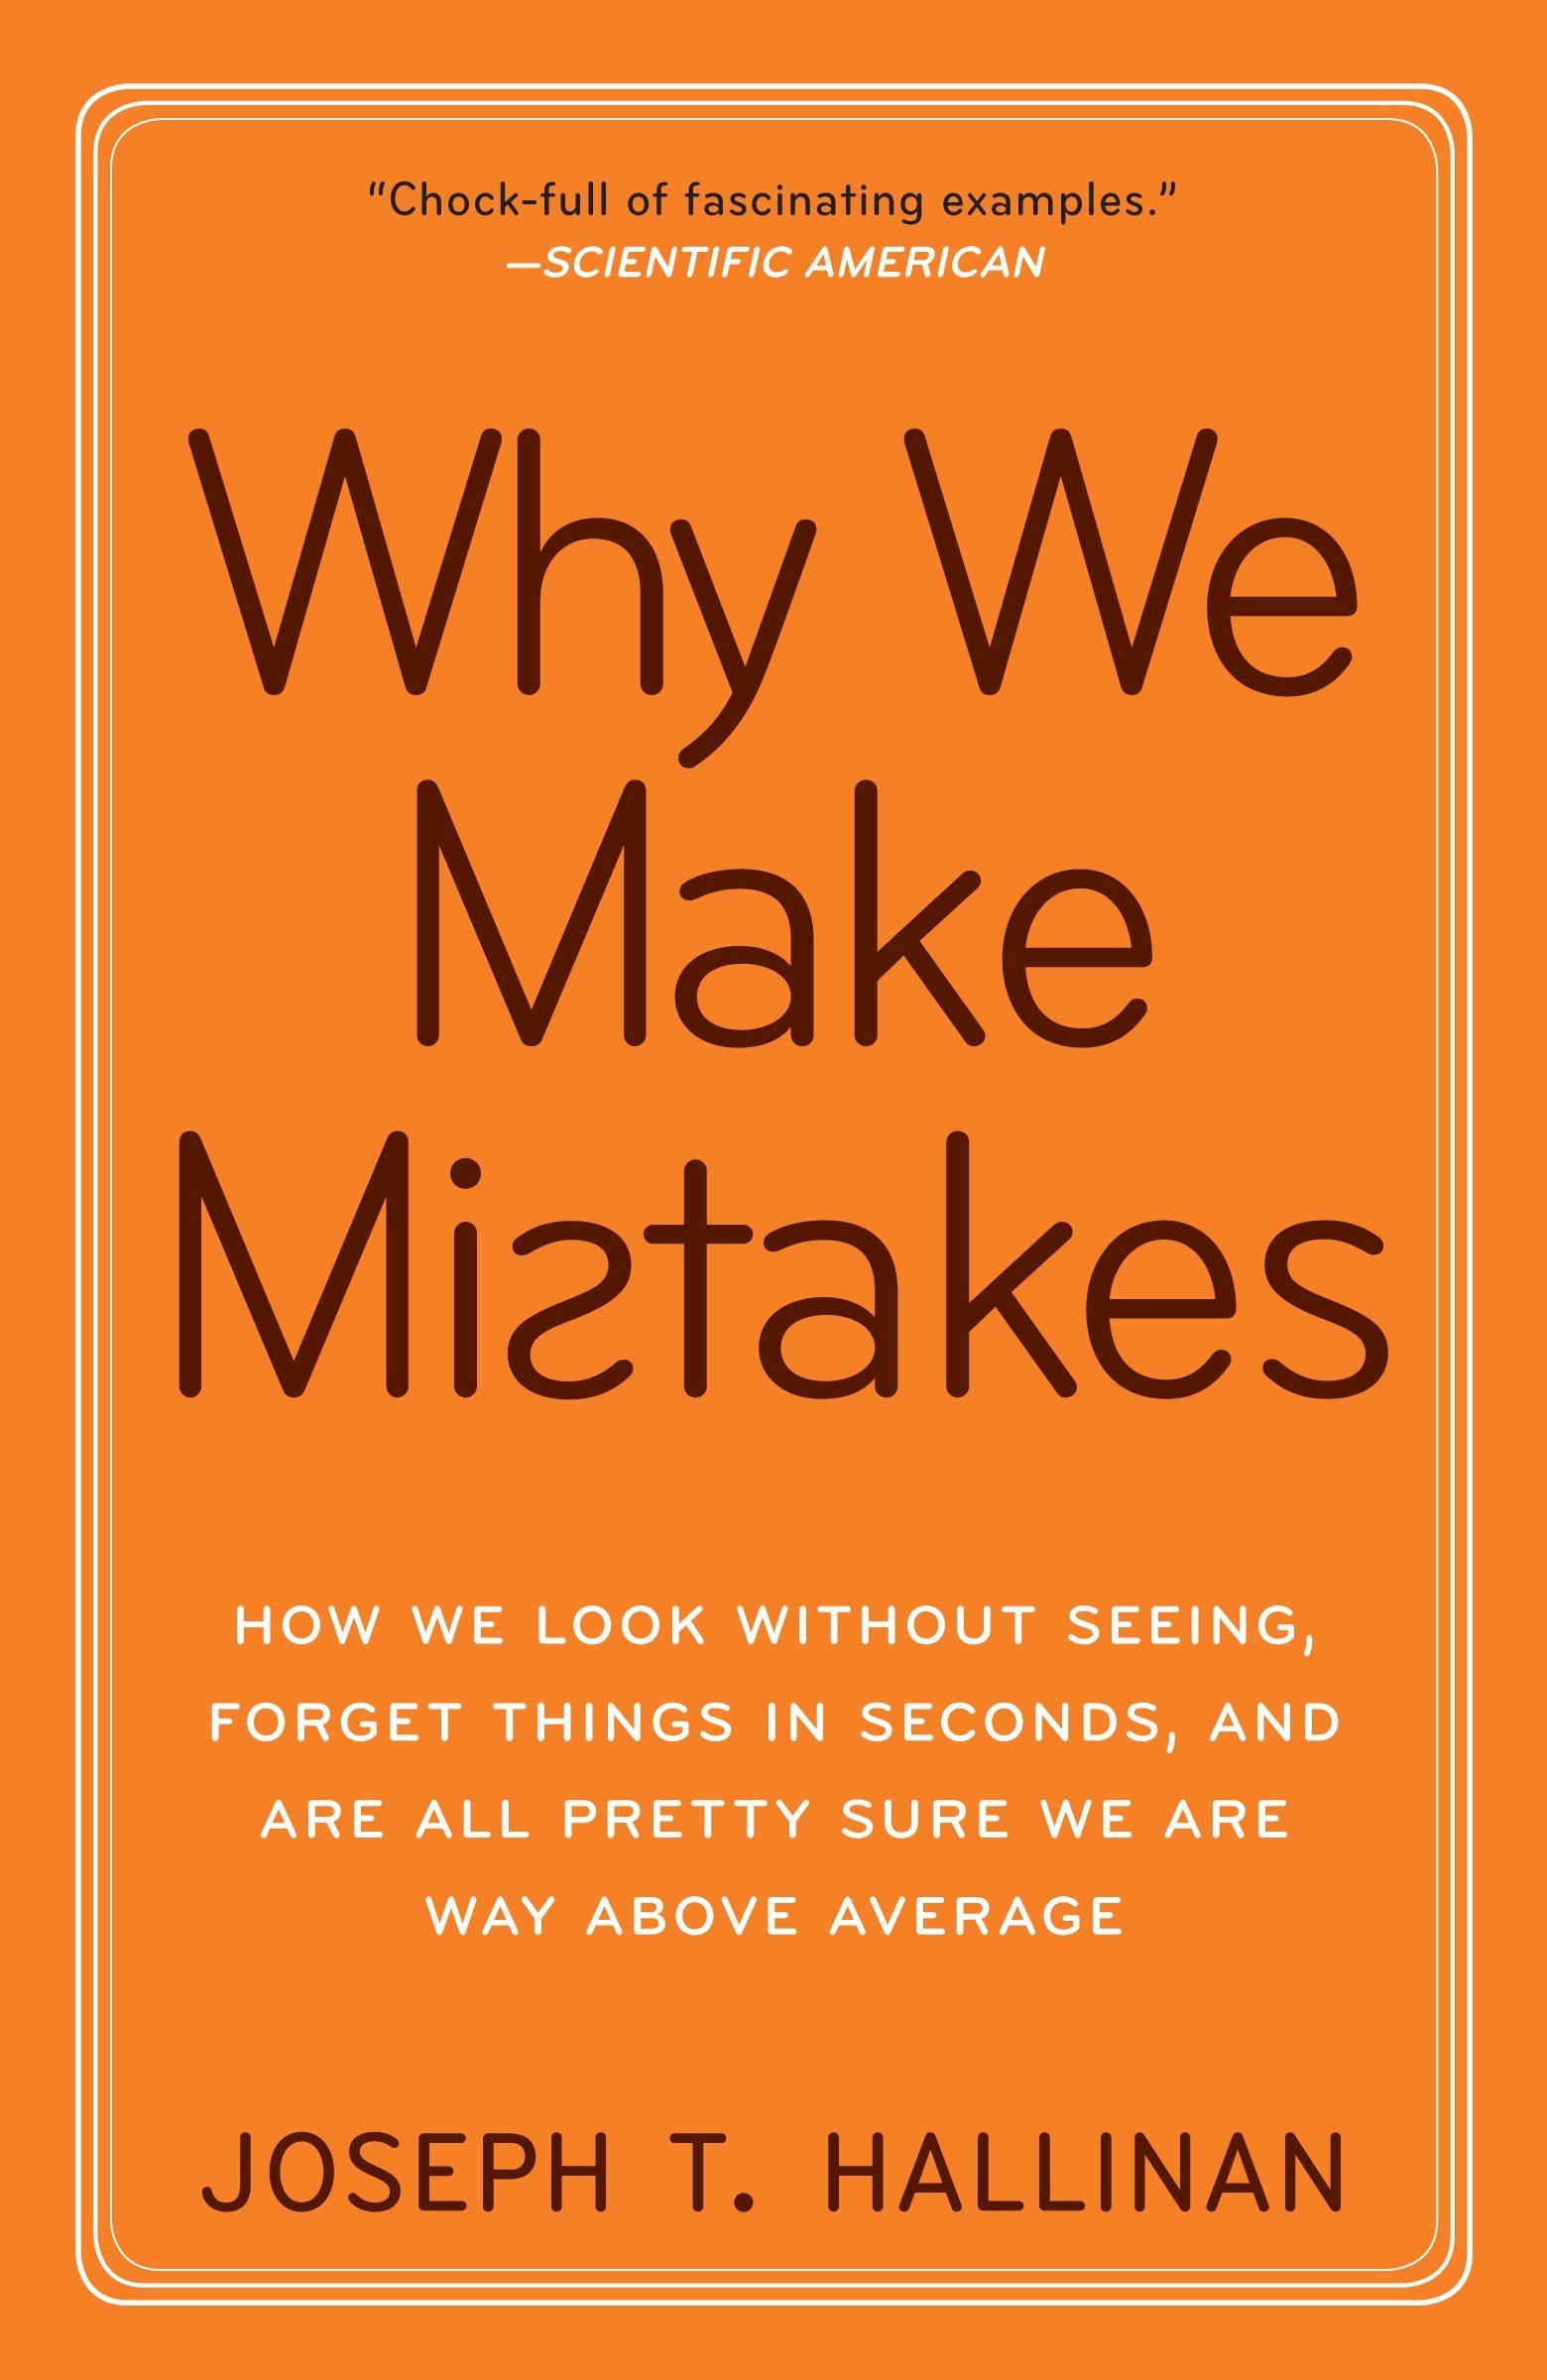 “Chock-full of fascinating examples.”
—SCIENTIFIC AMERICAN
Why We
Make
Mistakes
HOW WE LOOK WITHOUT SEEING,
FORGET THINGS IN SECONDS, AND
ARE ALL PRETTY SURE WE ARE
WAY ABOVE AVERAGE
JOSEPH T. HALLINAN